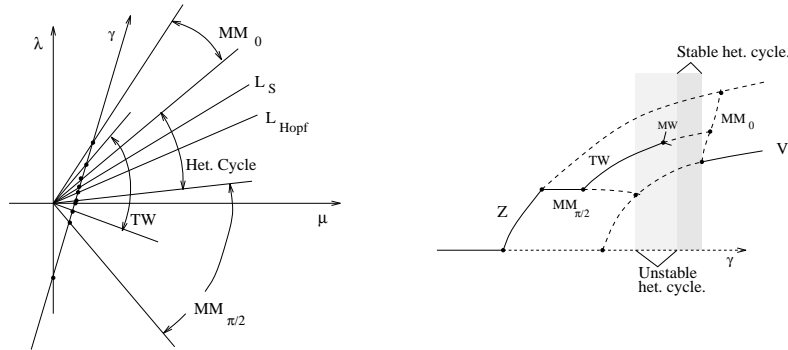 λ
γ
MM 0
L S
L Hopf
Het. Cycle
TW
μ
MM π/2
Stable het. cycle.
MW
MM 0
TW
V
Z
MM π/2
γ
Unstable
het. cycle.